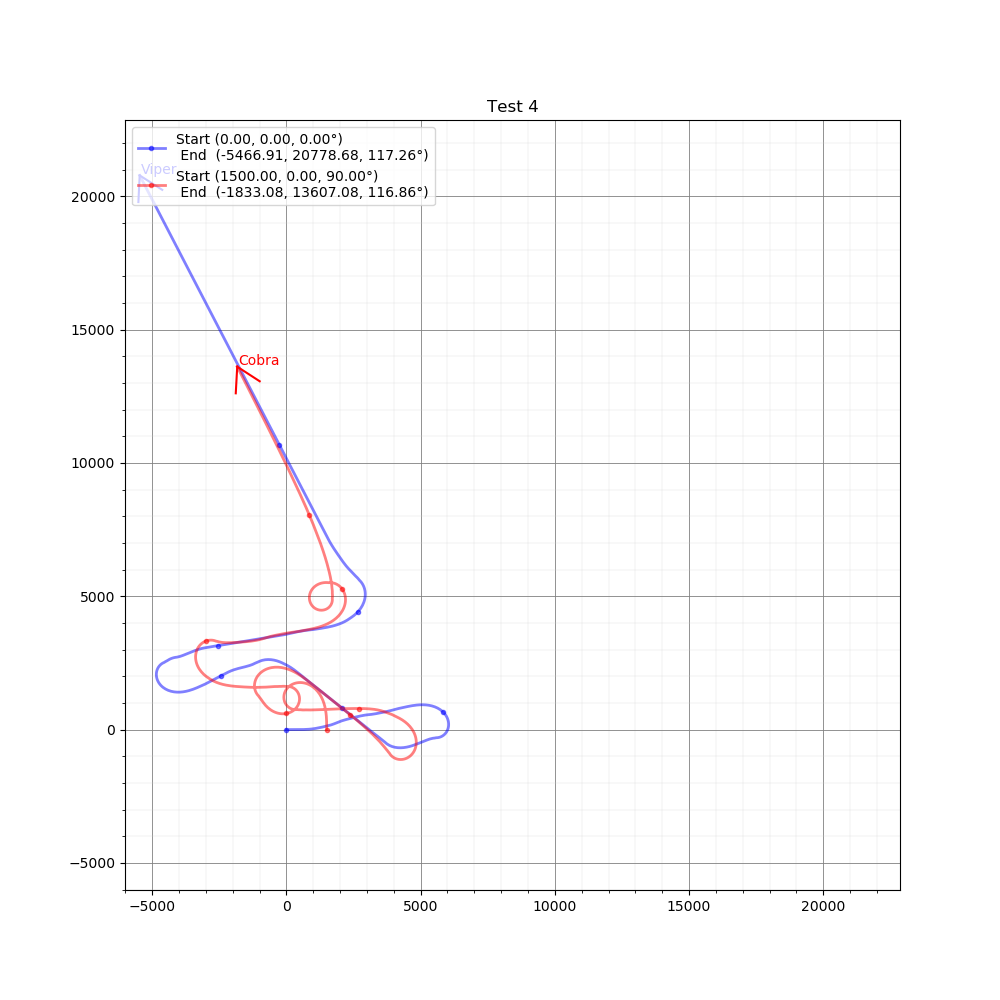 Test 4
Start (0.00, 0.00, 0.00°)
End (-5466.91, 20778.68, 117.26°)
Viper
Start (1500.00, 0.00, 90.00°)
End (-1833.08, 13607.08, 116.86°)
20000
15000
Cobra
10000
5000
0
−5000
−5000 0 5000 10000 15000 20000